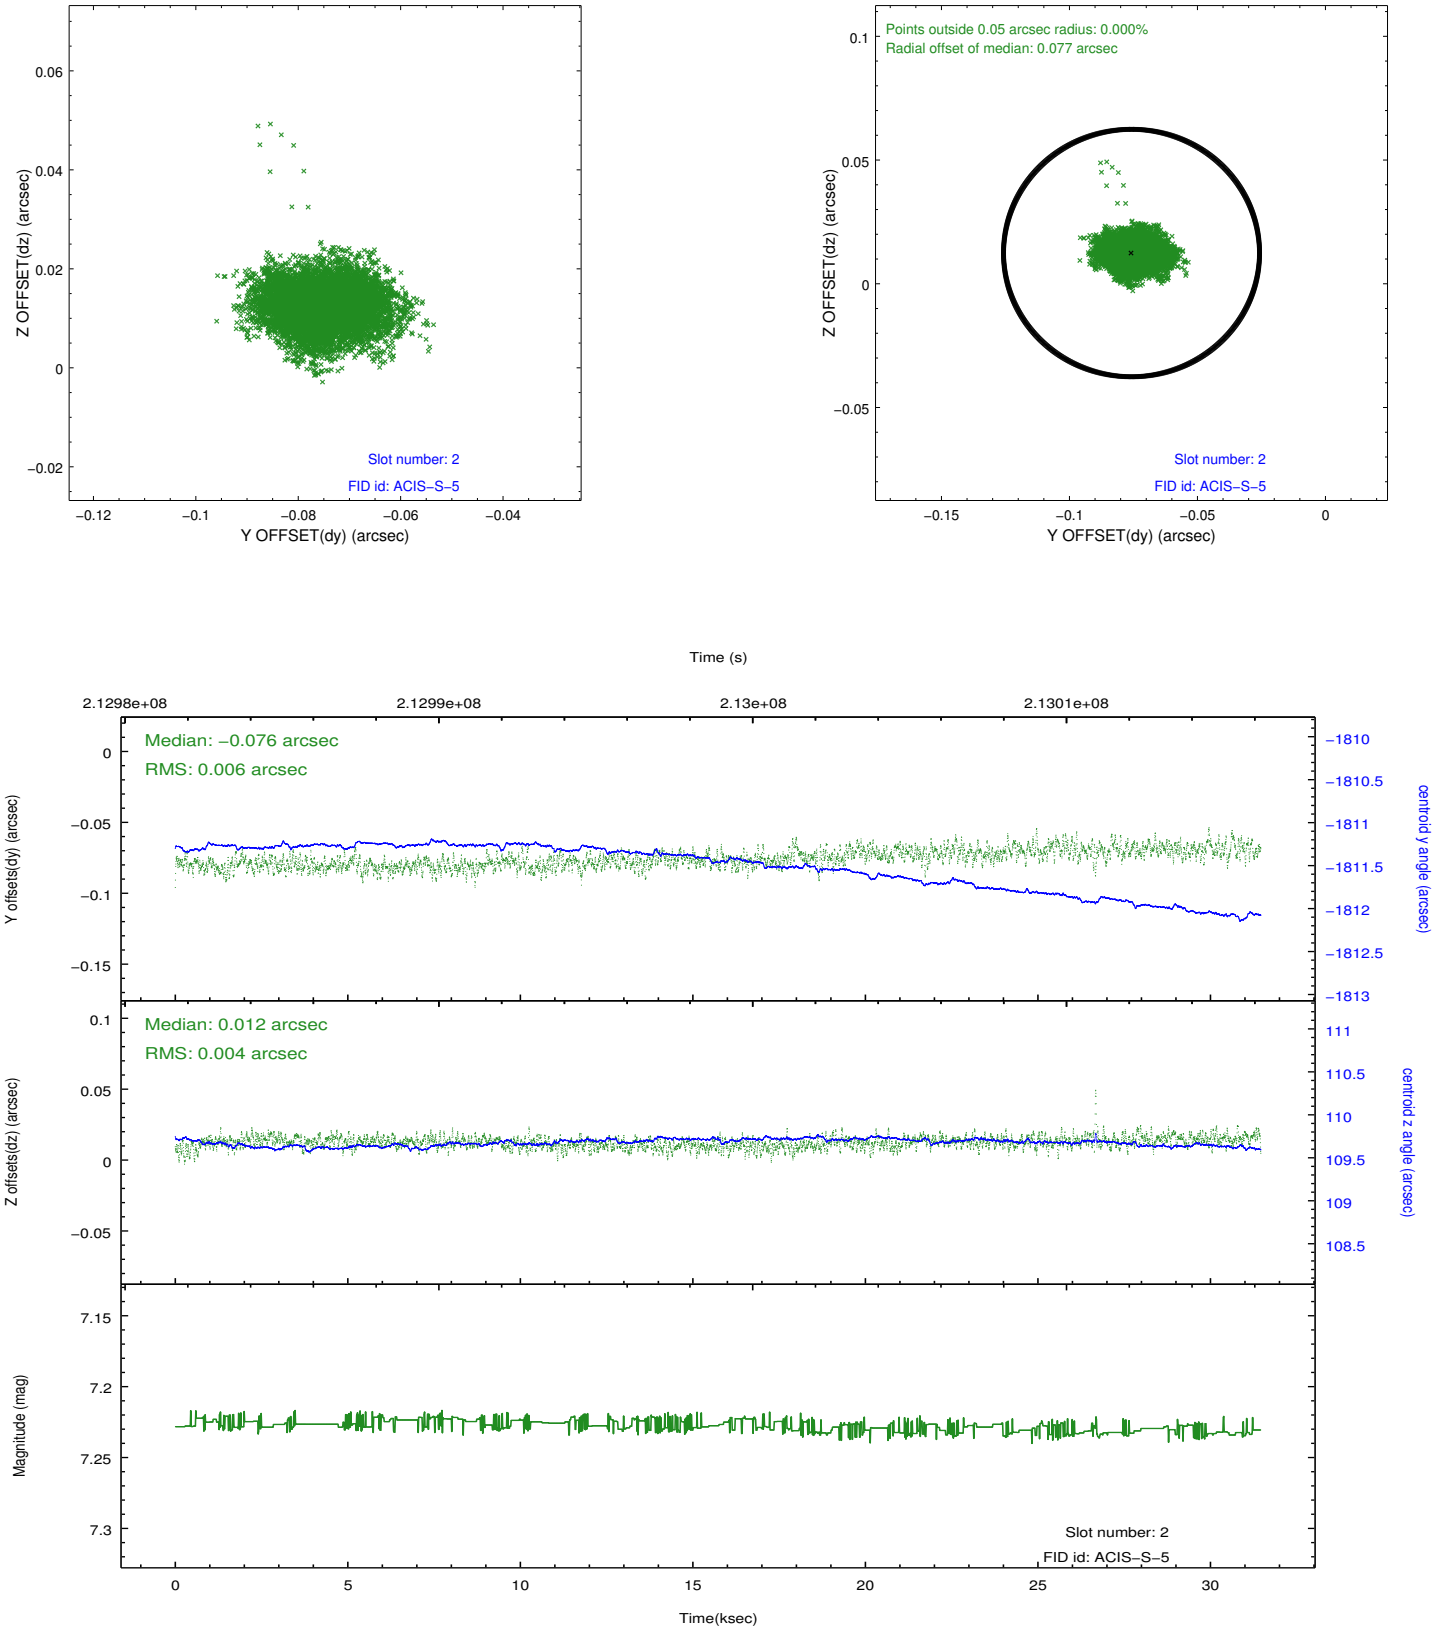 0.06
0.04
0.02
0
−0.02
Z OFFSET(dz) (arcsec)
Slot number: 2
FID id: ACIS−S−5
−0.12
−0.1
−0.08
−0.06
−0.04
Y OFFSET(dy) (arcsec)
Points outside 0.05 arcsec radius: 0.000%
Radial offset of median: 0.077 arcsec
0.1
0.05
0
−0.05
Z OFFSET(dz) (arcsec)
Slot number: 2
FID id: ACIS−S−5
−0.15
−0.1
−0.05
0
Y OFFSET(dy) (arcsec)
Time (s)
2.1298e+08
2.1299e+08
2.13e+08
2.1301e+08
Median: −0.076 arcsec
RMS: 0.006 arcsec
0
−0.05
−0.1
−0.15
Y offsets(dy) (arcsec)
−1810
−1810.5
−1811
−1811.5
−1812
−1812.5
−1813
centroid y angle (arcsec)
Median: 0.012 arcsec
RMS: 0.004 arcsec
0.1
0.05
0
−0.05
Z offsets(dz) (arcsec)
111
110.5
110
109.5
109
108.5
centroid z angle (arcsec)
7.15
7.2
7.25
7.3
Magnitude (mag)
Slot number: 2
FID id: ACIS−S−5
0
5
10
15
20
25
30
Time(ksec)